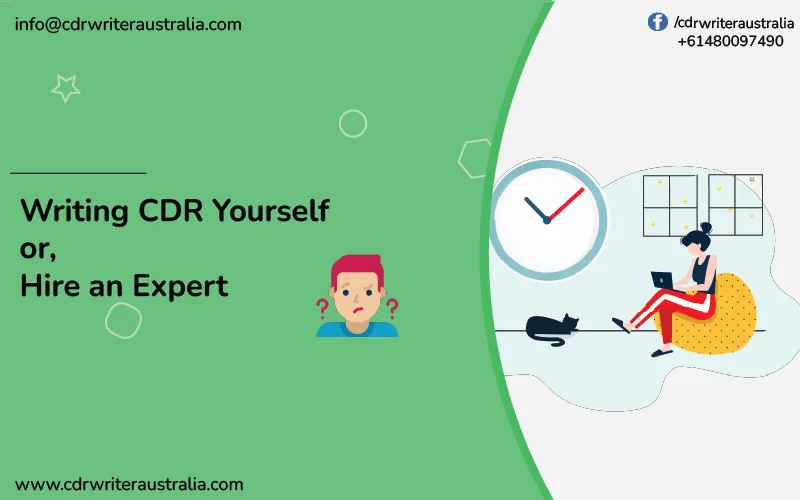 info@cdrwriteraustralia.com
/cdrwriteraustralia
+61480097490
Writing CDR Yourself
or,
Hire an Expert
www.cdrwriteraustralia.com